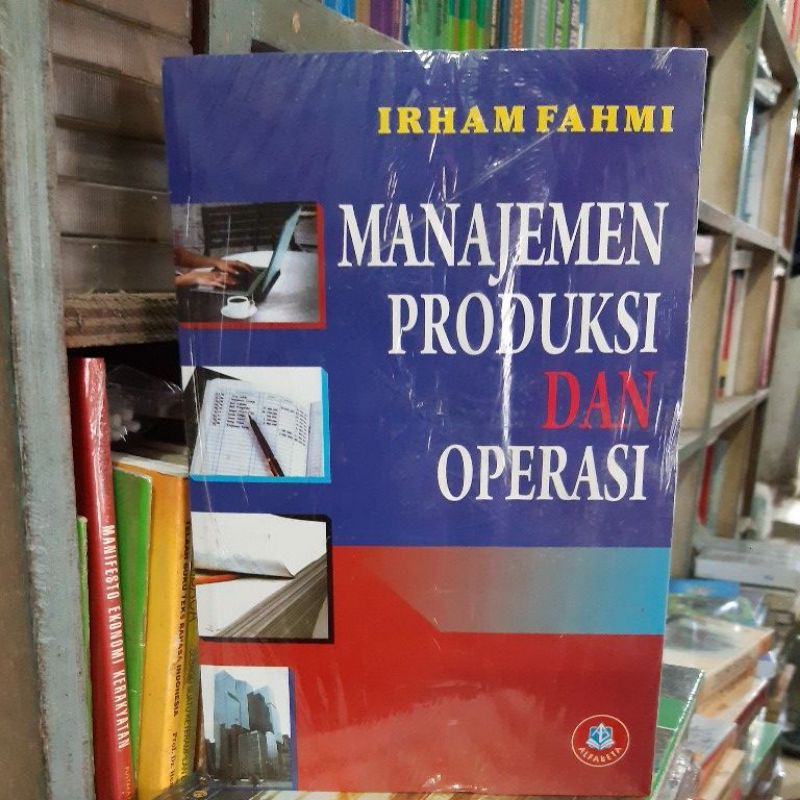 IRHAM FAHMI
MANAJEMEN
PRODUKSI
DAN
OPERASI
ALFABETA
MANIFESTO EKONOMI KERAKYATAN